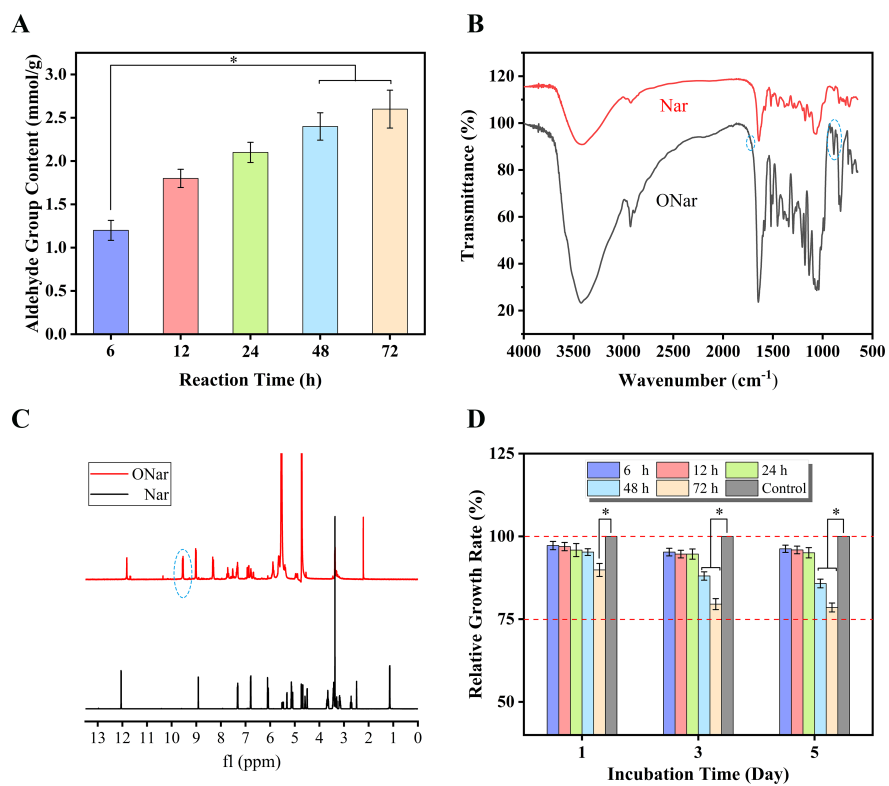 A
Aldehyde Group Content (mmol/g)
3.0
2.5
2.0
1.5
1.0
0.5
0.0
*
6 12 24 48 72
Reaction Time (h)
B
Transmittance (%)
120
100
80
60
40
20
Nar
ONar
4000 3500 3000 2500 2000 1500 1000 500
Wavenumber (cm⁻¹)
C
ONar
Nar
13 12 11 10 9 8 7 6 5 4 3 2 1 0
fl (ppm)
D
Relative Growth Rate (%)
125
100
75
50
6 h 12 h 24 h
48 h 72 h Control
* * *
1 3 5
Incubation Time (Day)